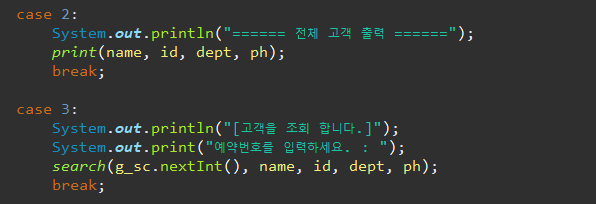 case 2:
System.out.println("====== 전체 고객 출력 ======");
print(name, id, dept, ph);
break;
case 3:
System.out.println("[고객을 조회 합니다.]");
System.out.print("예약번호를 입력하세요. : ");
search(g_sc.nextInt(), name, id, dept, ph);
break;